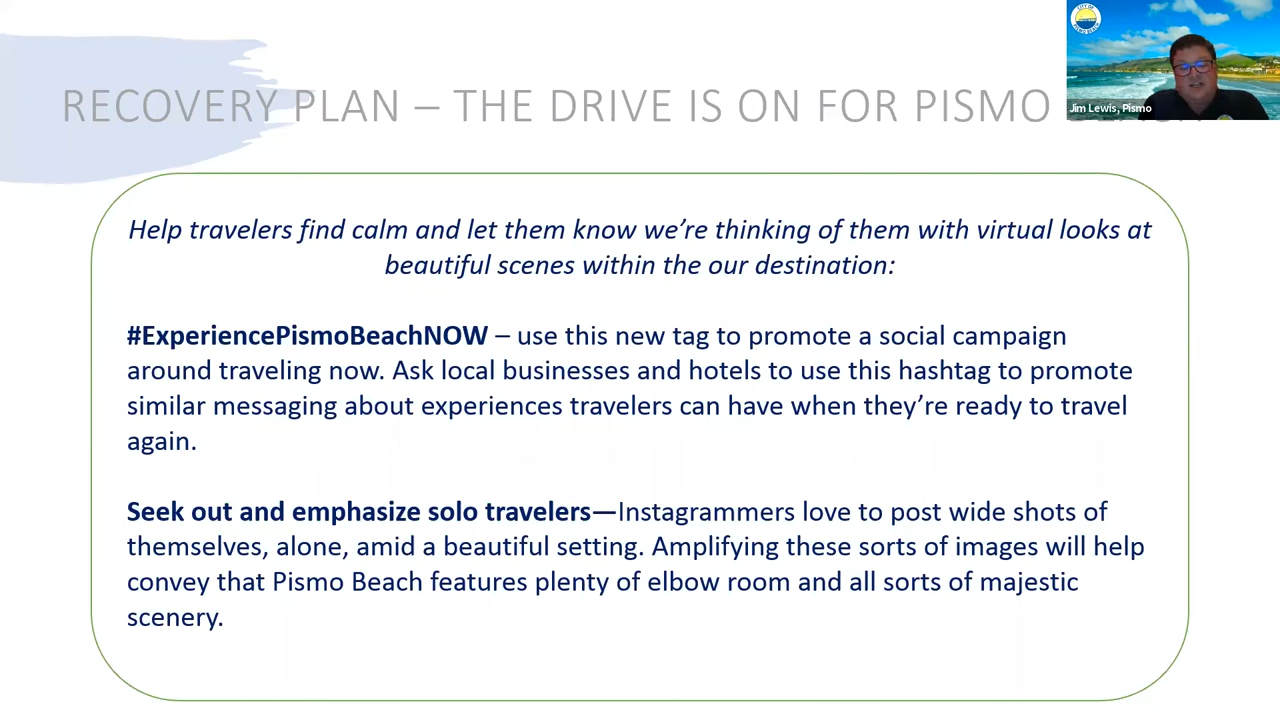 RECOVERY PLAN – THE DRIVE IS ON FOR PISMO
CITY OF
PISMO BEACH
Jim Lewis, Pismo
Help travelers find calm and let them know we're thinking of them with virtual looks at
beautiful scenes within the our destination:
#ExperiencePismoBeachNOW – use this new tag to promote a social campaign
around traveling now. Ask local businesses and hotels to use this hashtag to promote
similar messaging about experiences travelers can have when they're ready to travel
again.
Seek out and emphasize solo travelers—Instagrammers love to post wide shots of
themselves, alone, amid a beautiful setting. Amplifying these sorts of images will help
convey that Pismo Beach features plenty of elbow room and all sorts of majestic
scenery.